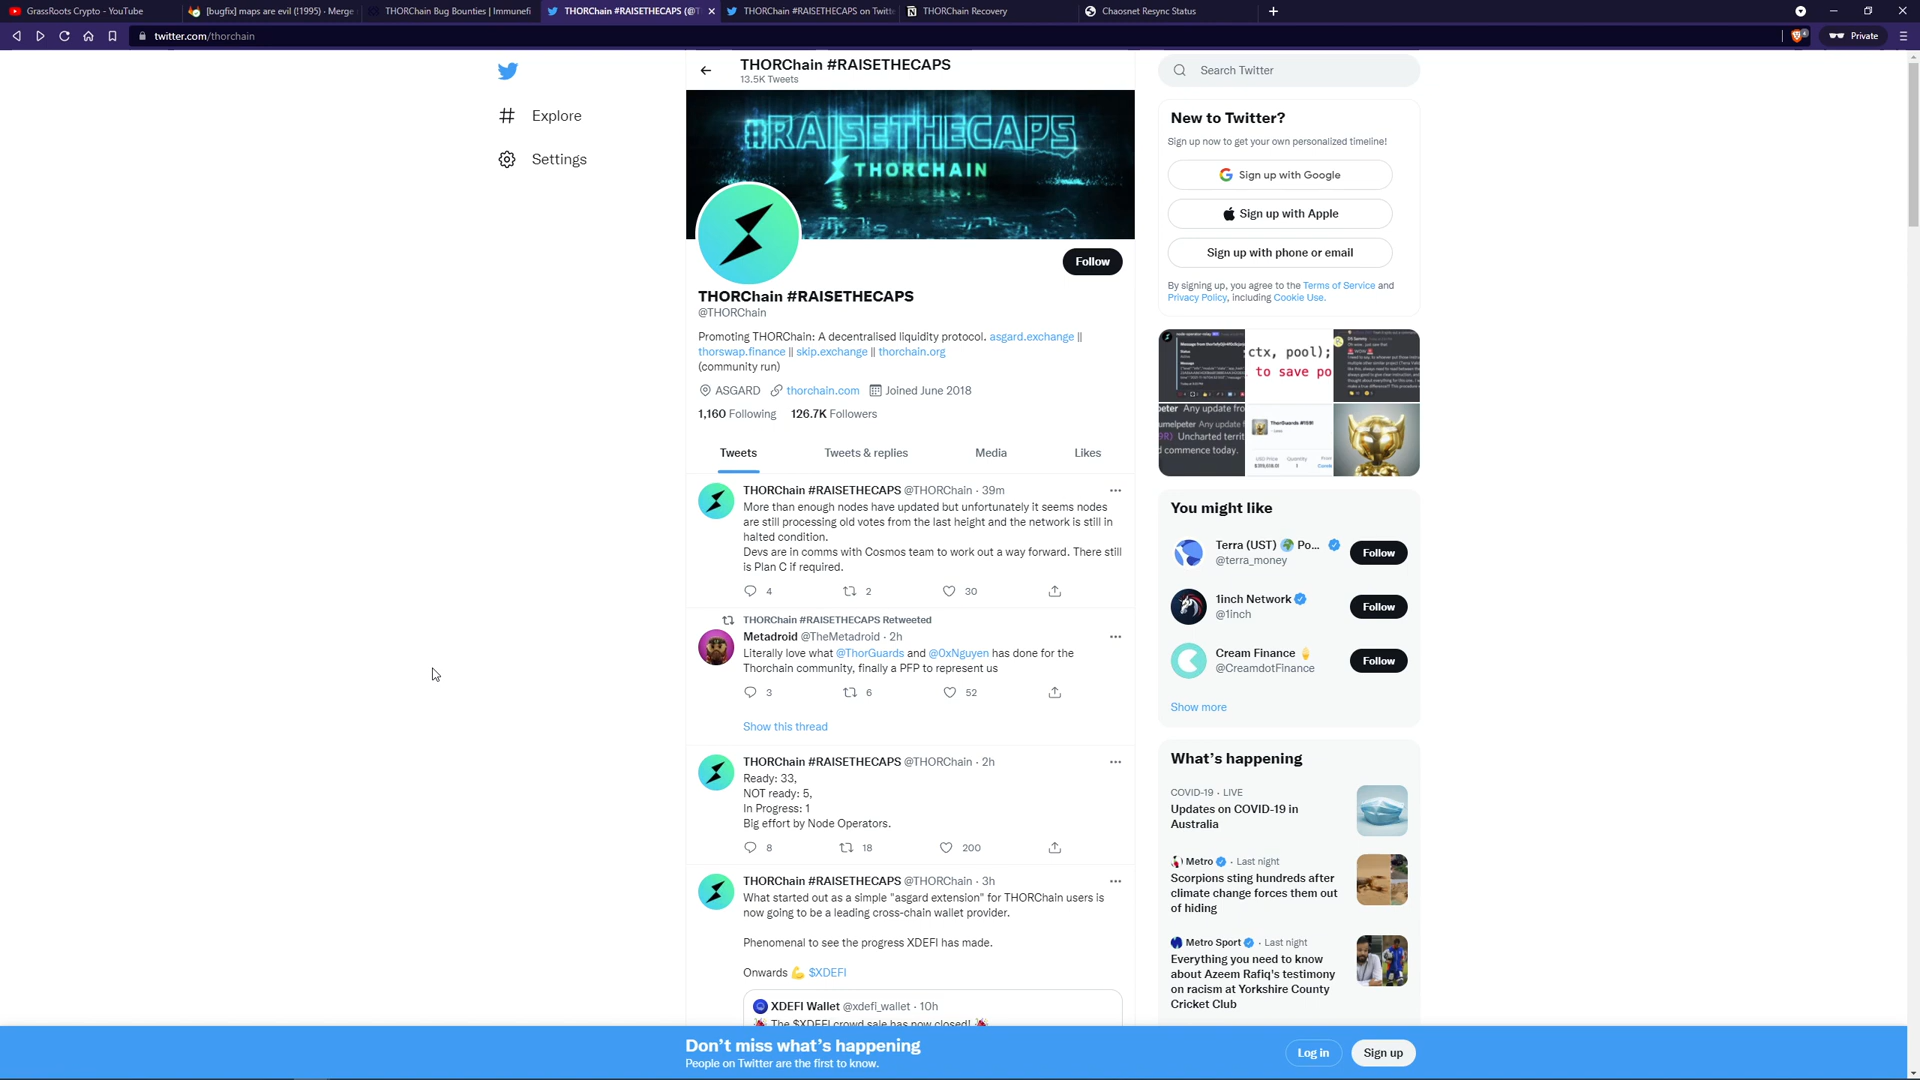 GrassRoots Crypto - YouTube
[bugfix] maps are evil (!1995) · Merge
THORChain Bug Bounties | Immunefi
THORChain #RAISETHECAPS (@T
THORChain #RAISETHECAPS on Twitt
THORChain Recovery
Chaosnet Resync Status
twitter.com/thorchain
Private
Explore
Settings
THORChain #RAISETHECAPS
13.5K Tweets
#RAISETHECAPS
THORCHAIN
Follow
THORChain #RAISETHECAPS
@THORChain
Promoting THORChain: A decentralised liquidity protocol. asgard.exchange ||
thorswap.finance || skip.exchange || thorchain.org
(community run)
ASGARD thorchain.com Joined June 2018
1,160 Following 126.7K Followers
Tweets
Tweets & replies
Media
Likes
THORChain #RAISETHECAPS @THORChain · 39m
More than enough nodes have updated but unfortunately it seems nodes
are still processing old votes from the last height and the network is still in
halted condition.
Devs are in comms with Cosmos team to work out a way forward. There still
is Plan C if required.
4 2 30
THORChain #RAISETHECAPS Retweeted
Metadroid @TheMetadroid · 2h
Literally love what @ThorGuards and @0xNguyen has done for the
Thorchain community, finally a PFP to represent us
3 6 52
Show this thread
THORChain #RAISETHECAPS @THORChain · 2h
Ready: 33,
NOT ready: 5,
In Progress: 1
Big effort by Node Operators.
8 18 200
THORChain #RAISETHECAPS @THORChain · 3h
What started out as a simple "asgard extension" for THORChain users is
now going to be a leading cross-chain wallet provider.
Phenomenal to see the progress XDEFI has made.
Onwards 💪 $XDEFI
XDEFI Wallet @xdefi_wallet · 10h
The $XDEFI crowd sale has now closed!
Search Twitter
New to Twitter?
Sign up now to get your own personalized timeline!
Sign up with Google
Sign up with Apple
Sign up with phone or email
By signing up, you agree to the Terms of Service and
Privacy Policy, including Cookie Use.
ctx, pool);
to save po
Any update fro
Uncharted territ
commence today.
ThorGuards #1981
You might like
Terra (UST) 🌍 Po...
@terra_money
Follow
1inch Network
@1inch
Follow
Cream Finance 🍦
@CreamdotFinance
Follow
Show more
What's happening
COVID-19 · LIVE
Updates on COVID-19 in
Australia
Metro · Last night
Scorpions sting hundreds after
climate change forces them out
of hiding
Metro Sport · Last night
Everything you need to know
about Azeem Rafiq's testimony
on racism at Yorkshire County
Cricket Club
Don't miss what's happening
People on Twitter are the first to know.
Log in
Sign up